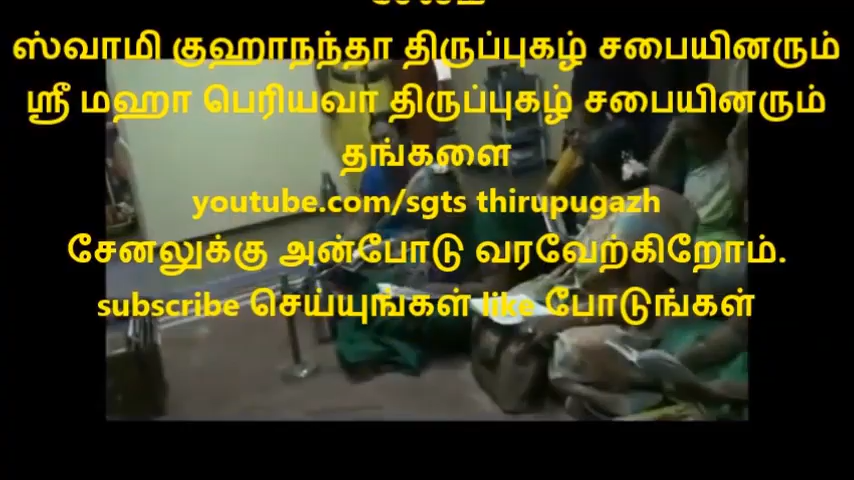 ஸ்வாமி குஹாநந்தா திருப்புகழ் சபையினரும்
ஸ்ரீ மஹா பெரியவா திருப்புகழ் சபையினரும்
தங்களை
youtube.com/sgts thirupugazh
சேனலுக்கு அன்போடு வரவேற்கிறோம்.
subscribe செய்யுங்கள் like போடுங்கள்